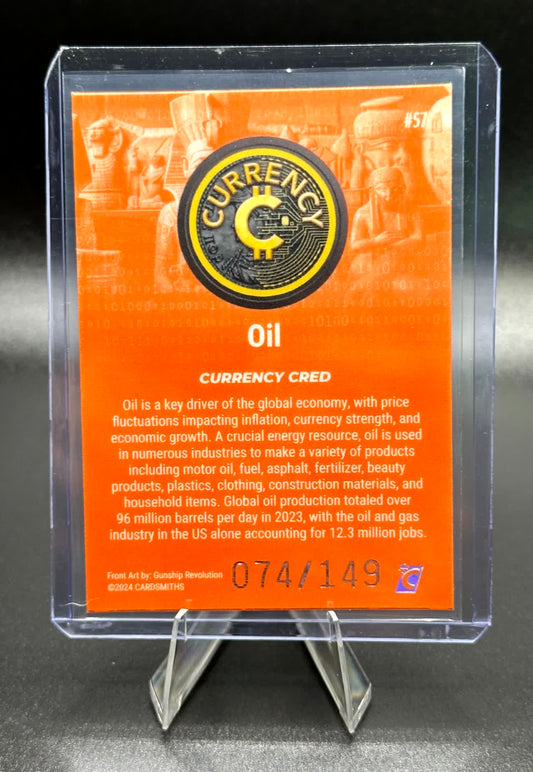 #57
CURRENCY
Oil
CURRENCY CRED
Oil is a key driver of the global economy, with price
fluctuations impacting inflation, currency strength, and
economic growth. A crucial energy resource, oil is used
in numerous industries to make a variety of products
including motor oil, fuel, asphalt, fertilizer, beauty
products, plastics, clothing, construction materials, and
household items. Global oil production totaled over
96 million barrels per day in 2023, with the oil and gas
industry in the US alone accounting for 12.3 million jobs.
Front Art by: Gunship Revolution
©2024 CARDSMITHS
074/149